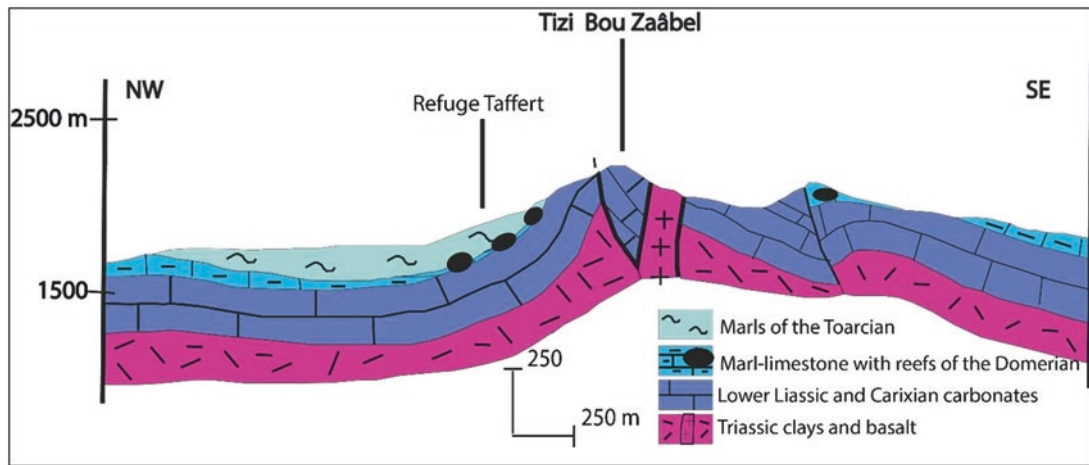 Tizi Bou Zaâbel
NW
SE
Refuge Taffert
2500 m
1500
250
250 m
Marls of the Toarcian
Marl-limestone with reefs of the Domerian
Lower Liassic and Carixian carbonates
Triassic clays and basalt